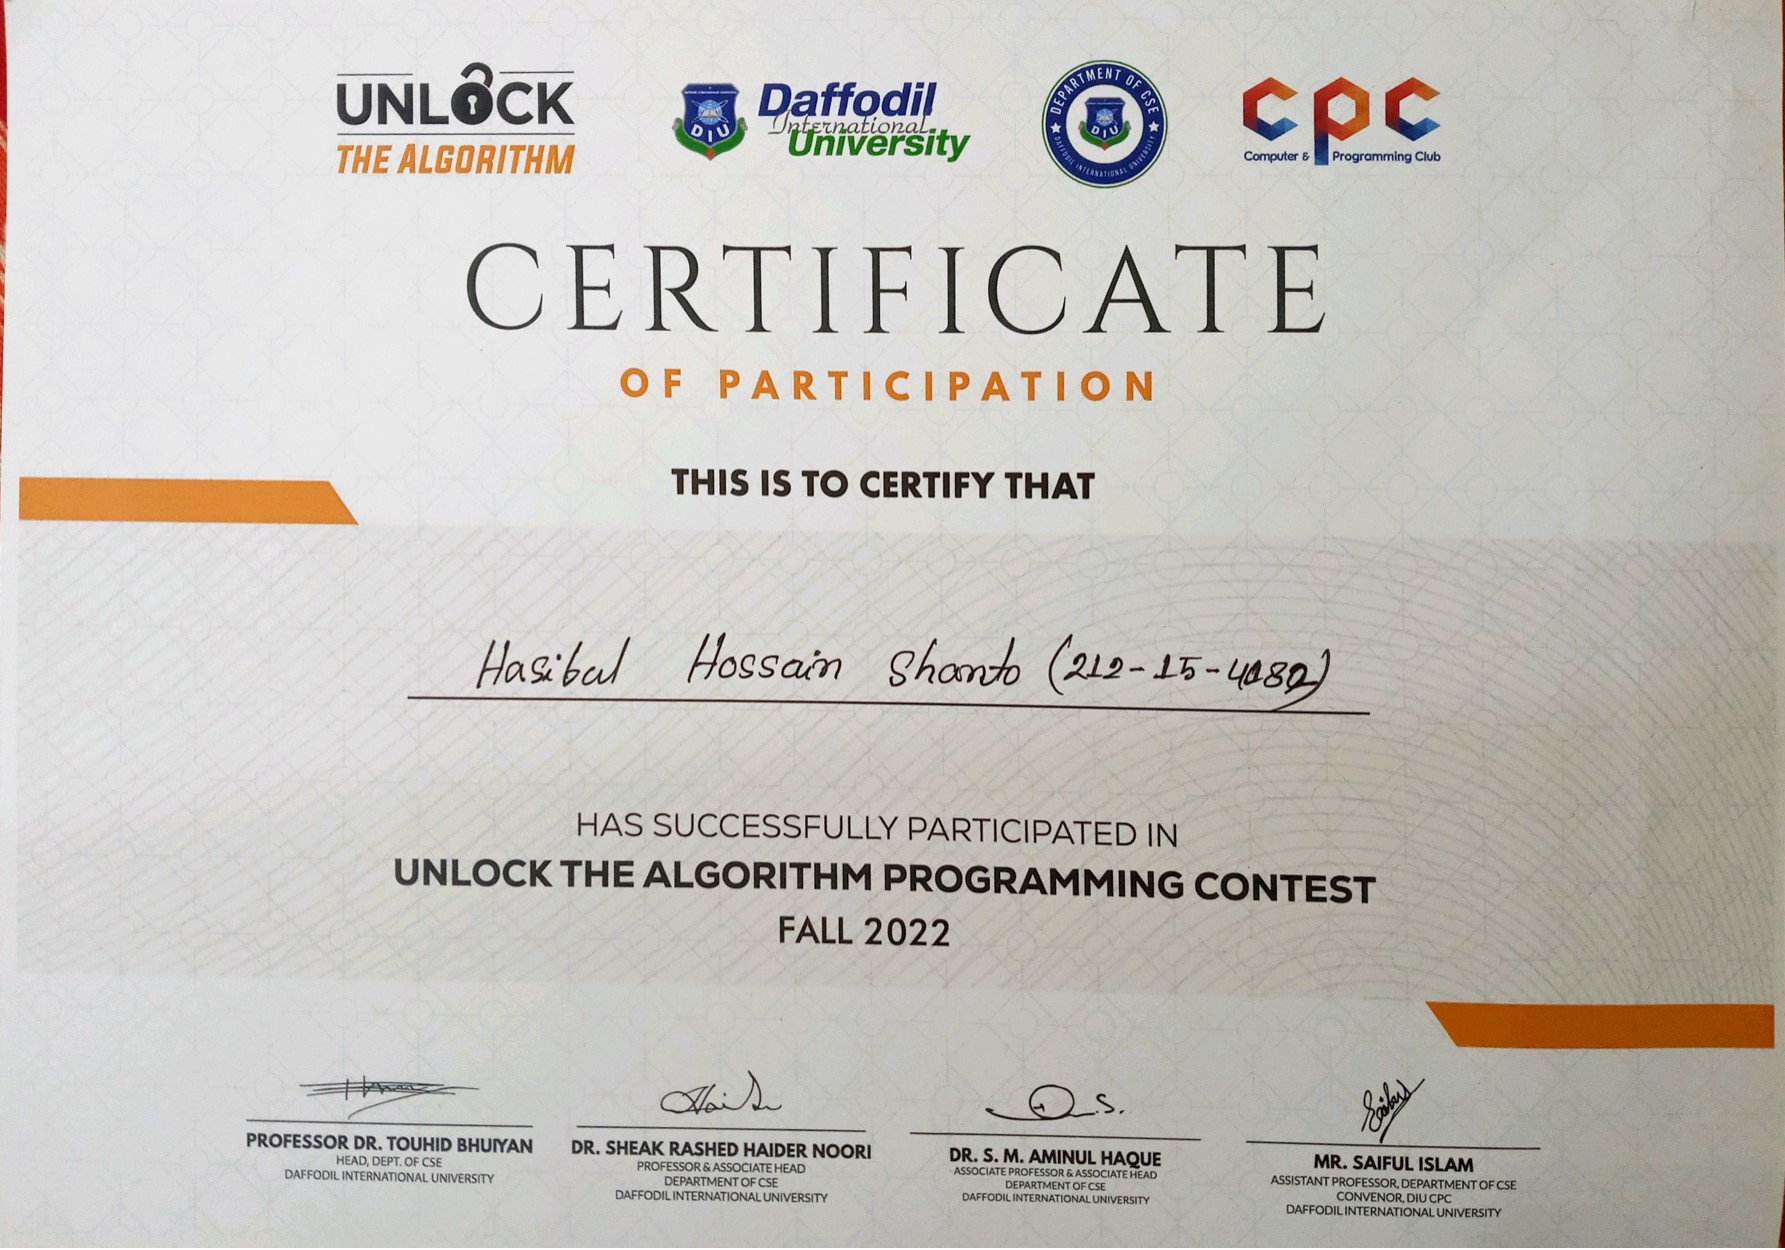 UNLOCK
THE ALGORITHM
DIU
Daffodil
International
University
DEPARTMENT OF CSE
DIU
DAFFODIL INTERNATIONAL UNIVERSITY
CPC
Computer & Programming Club
CERTIFICATE
OF PARTICIPATION
THIS IS TO CERTIFY THAT
Hasibul Hossain Shanto
HAS SUCCESSFULLY PARTICIPATED IN
UNLOCK THE ALGORITHM PROGRAMMING CONTEST
FALL 2022
PROFESSOR DR. TOUHID BHUIYAN
HEAD, DEPT. OF CSE
DAFFODIL INTERNATIONAL UNIVERSITY
DR. SHEAK RASHED HAIDER NOORI
PROFESSOR & ASSOCIATE HEAD
DEPARTMENT OF CSE
DAFFODIL INTERNATIONAL UNIVERSITY
DR. S. M. AMINUL HAQUE
ASSOCIATE PROFESSOR & ASSOCIATE HEAD
DEPARTMENT OF CSE
DAFFODIL INTERNATIONAL UNIVERSITY
MR. SAIFUL ISLAM
ASSISTANT PROFESSOR, DEPARTMENT OF CSE
CONVENOR, DIU CPC
DAFFODIL INTERNATIONAL UNIVERSITY